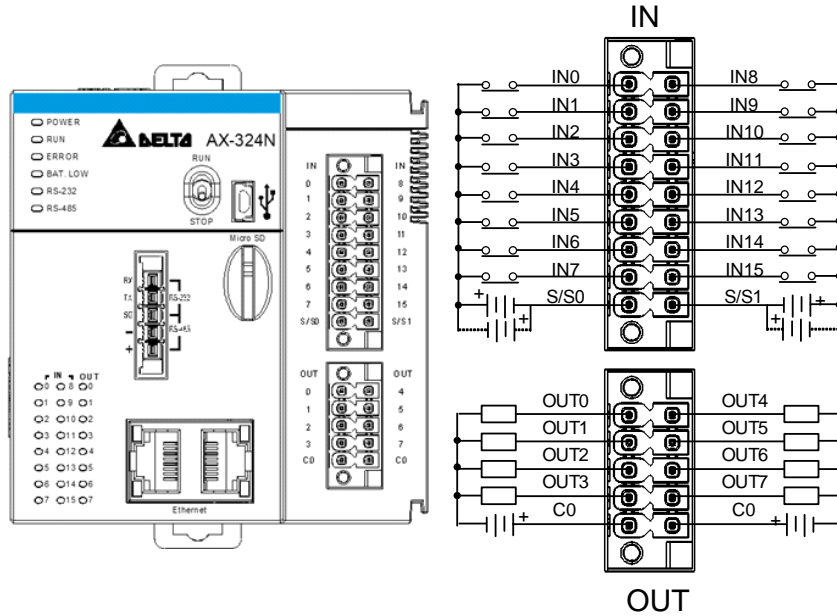 POWER
RUN
ERROR
BAT. LOW
RS-232
RS-485
DELTA AX-324N
RUN
STOP
Micro SD
RX
TX
SG
−
+
RS-232
RS-485
IN OUT
0 8 0
1 9 1
2 10 2
3 11 3
4 12 4
5 13 5
6 14 6
7 15 7
Ethernet
IN IN
0 8
1 9
2 10
3 11
4 12
5 13
6 14
7 15
S/S0 S/S1
OUT OUT
0 4
1 5
2 6
3 7
C0 C0
IN
IN0 IN8
IN1 IN9
IN2 IN10
IN3 IN11
IN4 IN12
IN5 IN13
IN6 IN14
IN7 IN15
+ S/S0 S/S1 +
+ +
OUT0 OUT4
OUT1 OUT5
OUT2 OUT6
OUT3 OUT7
+ C0 C0 +
OUT